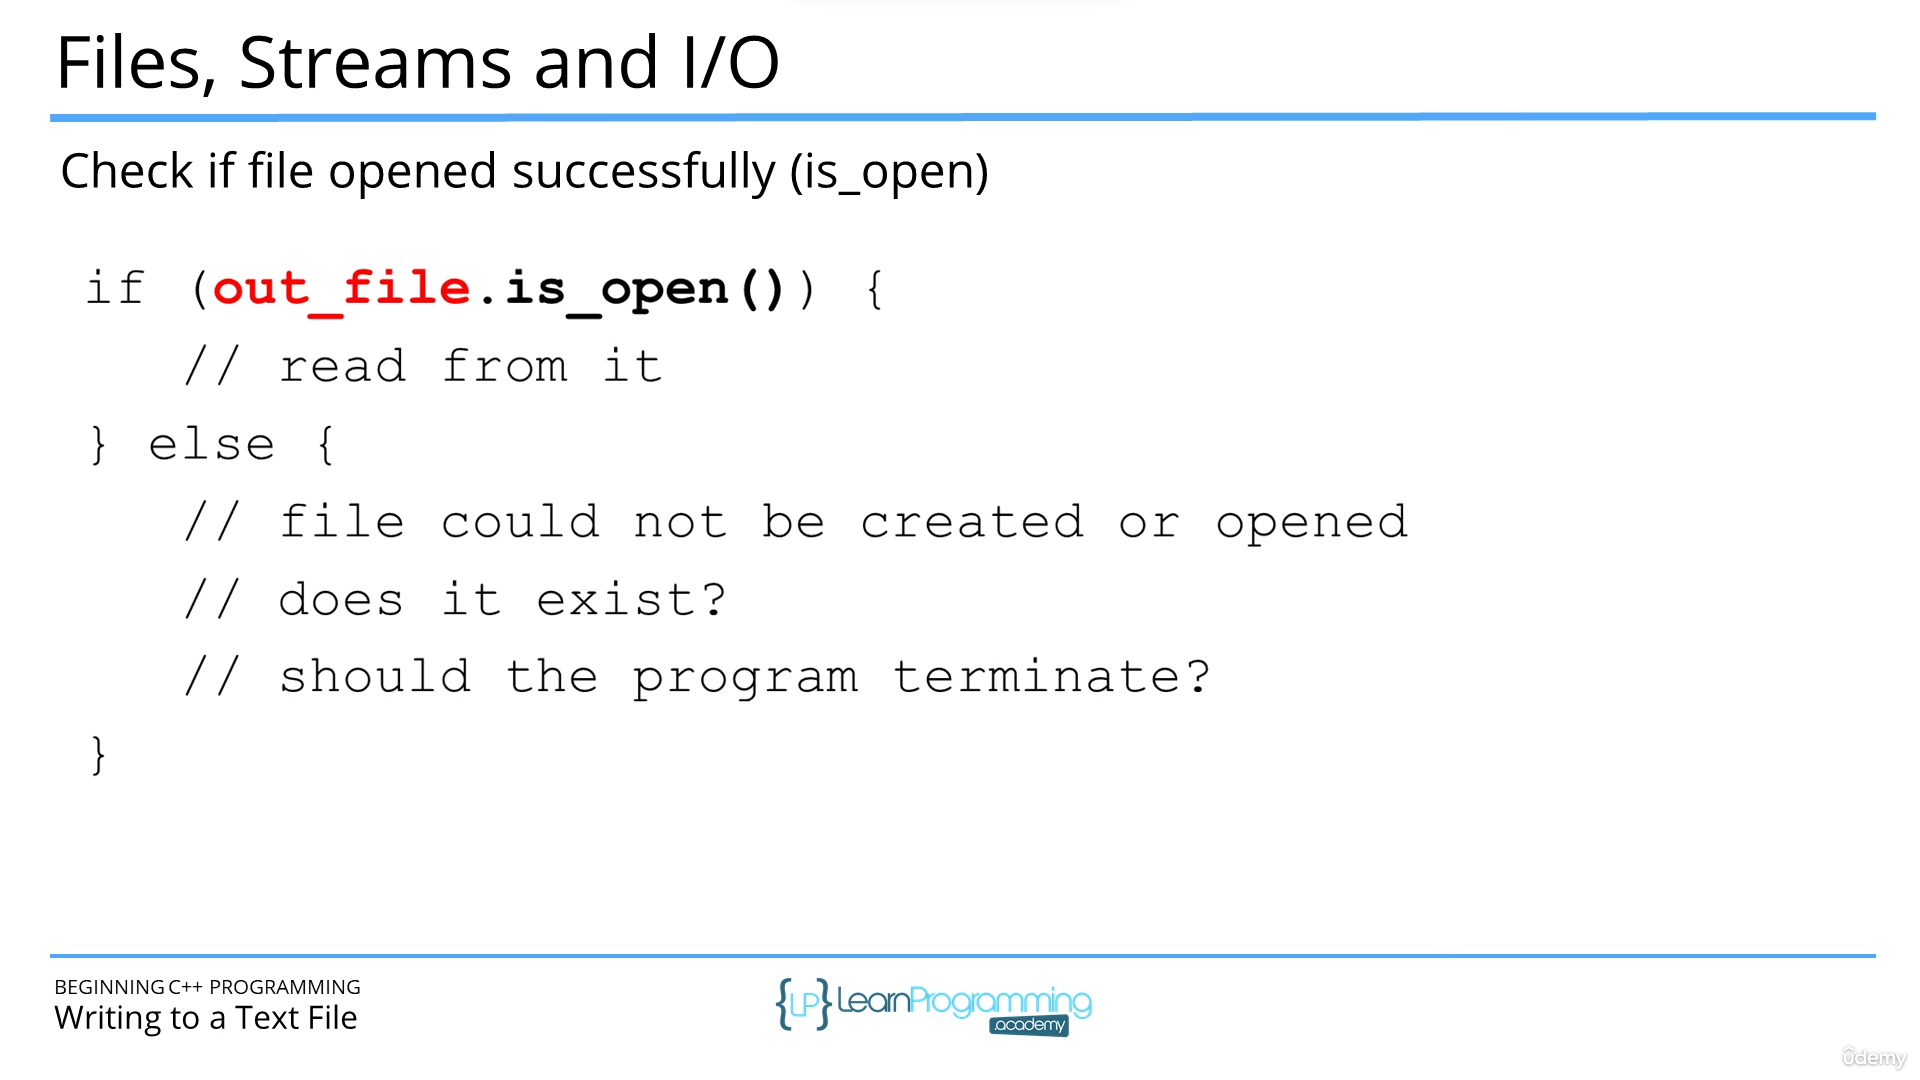 Files, Streams and I/O
Check if file opened successfully (is_open)
if (out_file.is_open()) {
// read from it
} else {
// file could not be created or opened
// does it exist?
// should the program terminate?
}
BEGINNING C++ PROGRAMMING
Writing to a Text File
{LP} LearnProgramming
.academy
ûdemy